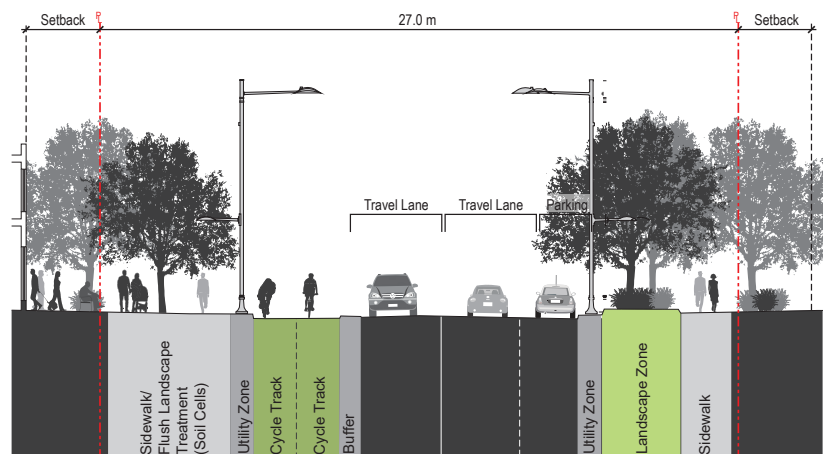 Setback
PL
27.0 m
PL
Setback
Travel Lane
Travel Lane
Parking
Sidewalk/
Flush Landscape
Treatment
(Soil Cells)
Utility Zone
Cycle Track
Cycle Track
Buffer
Utility Zone
Landscape Zone
Sidewalk